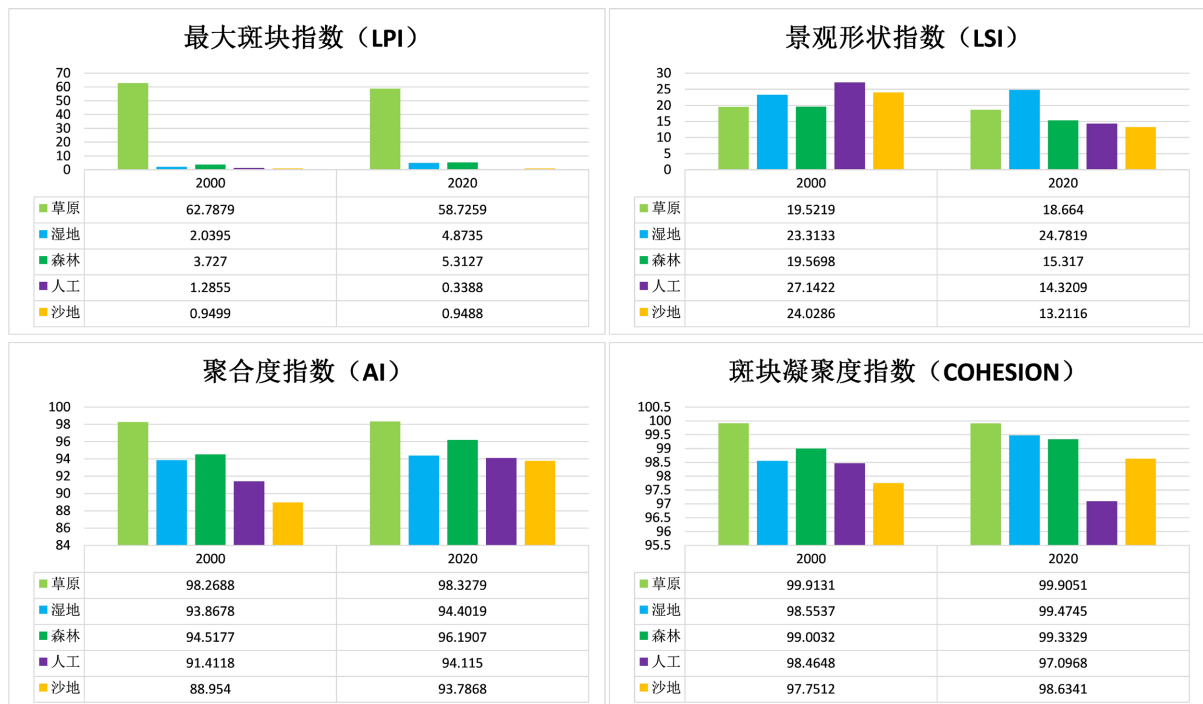 最大斑块指数（LPI）
70
60
50
40
30
20
10
0
2000 2020
草原 62.7879 58.7259
湿地 2.0395 4.8735
森林 3.727 5.3127
人工 1.2855 0.3388
沙地 0.9499 0.9488
景观形状指数（LSI）
30
25
20
15
10
5
0
2000 2020
草原 19.5219 18.664
湿地 23.3133 24.7819
森林 19.5698 15.317
人工 27.1422 14.3209
沙地 24.0286 13.2116
聚合度指数（AI）
100
98
96
94
92
90
88
86
84
2000 2020
草原 98.2688 98.3279
湿地 93.8678 94.4019
森林 94.5177 96.1907
人工 91.4118 94.115
沙地 88.954 93.7868
斑块凝聚度指数（COHESION）
100.5
100
99.5
99
98.5
98
97.5
97
96.5
96
95.5
2000 2020
草原 99.9131 99.9051
湿地 98.5537 99.4745
森林 99.0032 99.3329
人工 98.4648 97.0968
沙地 97.7512 98.6341